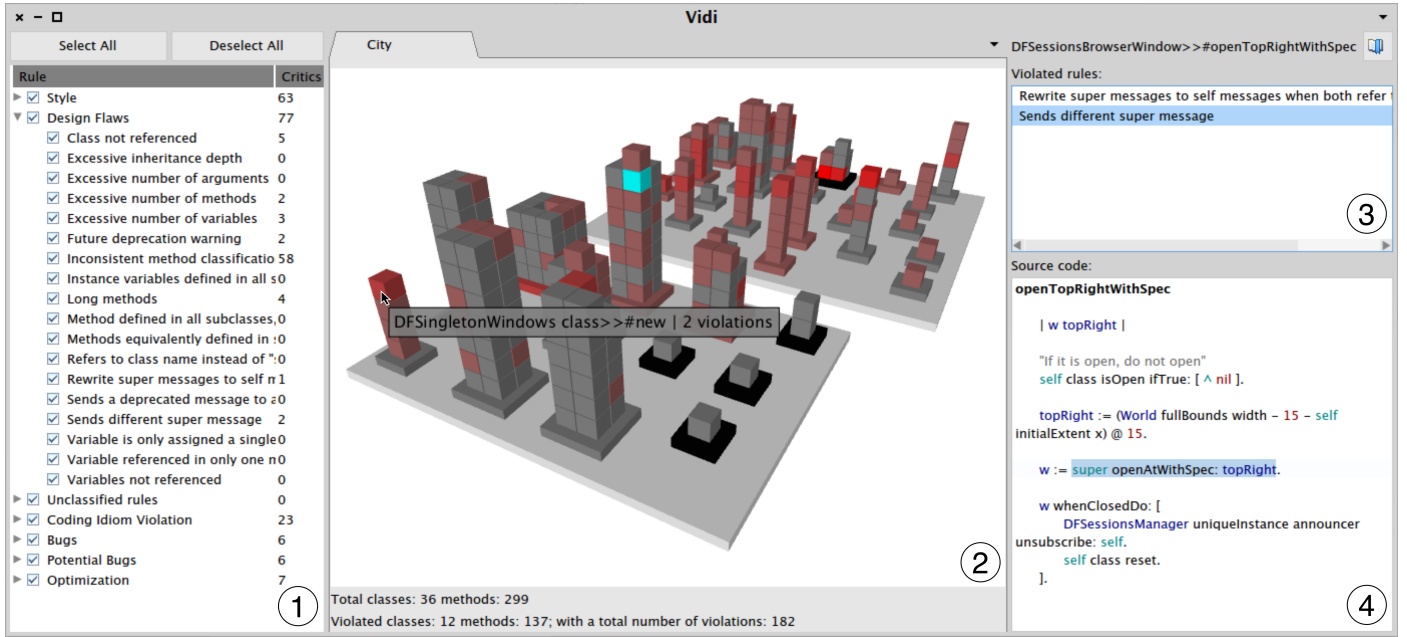 Vidi
Select All
Deselect All
Rule Critics
Style 63
Design Flaws 77
Class not referenced 5
Excessive inheritance depth 0
Excessive number of arguments 0
Excessive number of methods 2
Excessive number of variables 3
Future deprecation warning 2
Inconsistent method classificatio 58
Instance variables defined in all s 0
Long methods 4
Method defined in all subclasses, 0
Methods equivalently defined in : 0
Refers to class name instead of ": 0
Rewrite super messages to self m 1
Sends a deprecated message to a 0
Sends different super message 2
Variable is only assigned a single 0
Variable referenced in only one m 0
Variables not referenced 0
Unclassified rules 0
Coding Idiom Violation 23
Bugs 6
Potential Bugs 6
Optimization 7
1
City
DFSingletonWindows class>>#new | 2 violations
2
Total classes: 36 methods: 299
Violated classes: 12 methods: 137; with a total number of violations: 182
DFSessionsBrowserWindow>>#openTopRightWithSpec
Violated rules:
Rewrite super messages to self messages when both refer t
Sends different super message
3
Source code:
openTopRightWithSpec
| w topRight |
"If it is open, do not open"
self class isOpen ifTrue: [ ^ nil ].
topRight := (World fullBounds width - 15 - self
initialExtent x) @ 15.
w := super openAtWithSpec: topRight.
w whenClosedDo: [
DFSessionsManager uniqueInstance announcer
unsubscribe: self.
self class reset.
].
4